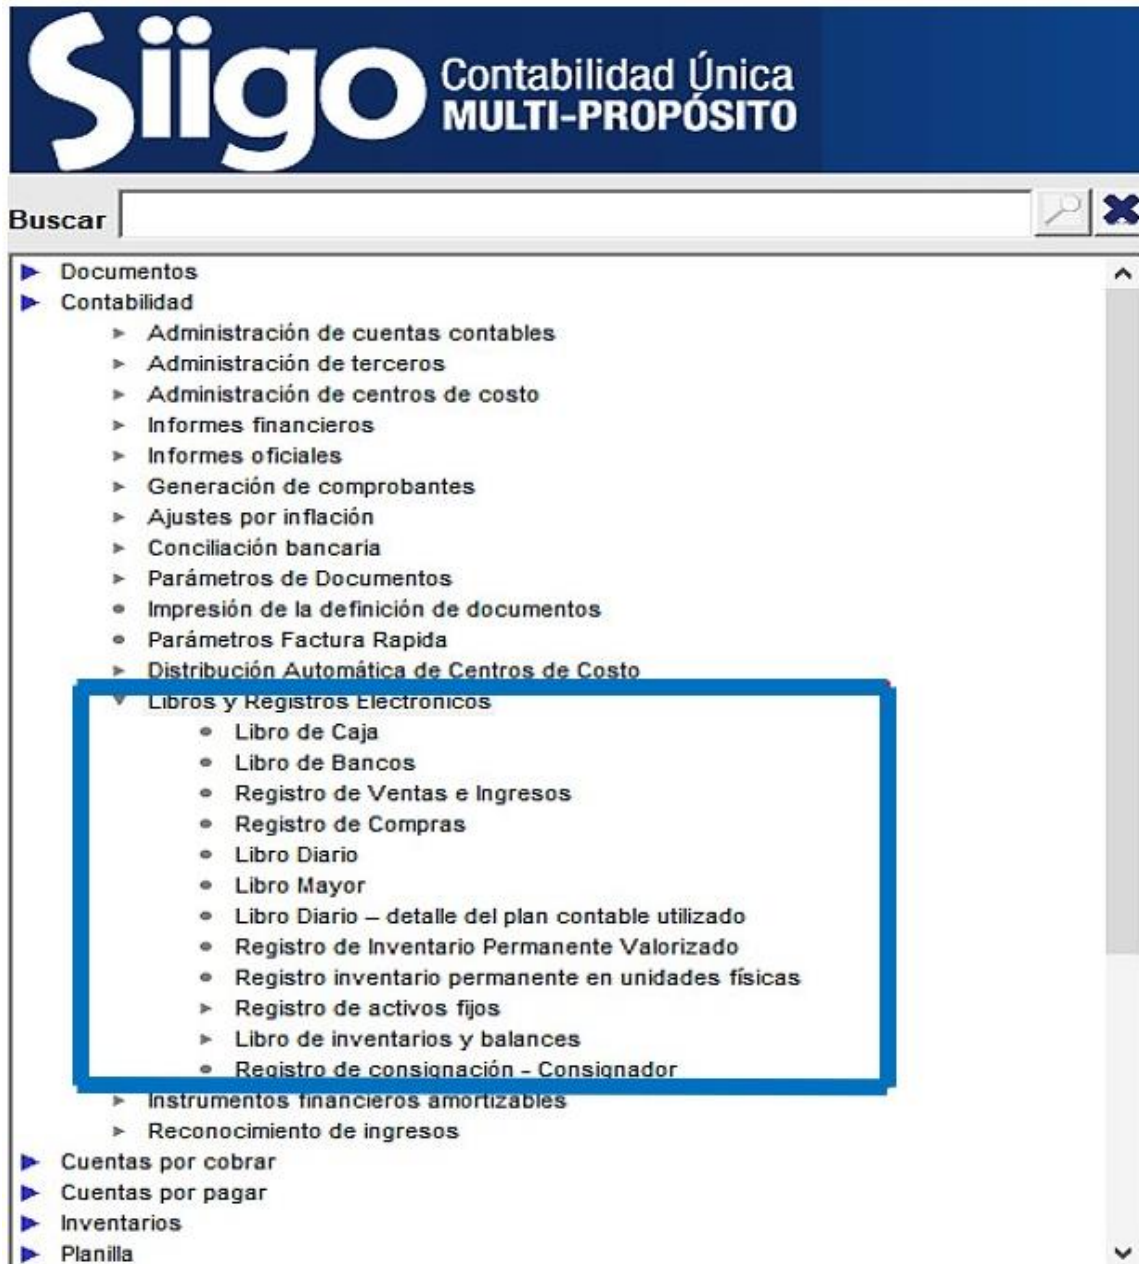 Siigo Contabilidad Única
MULTI-PROPÓSITO
Buscar
Documentos
Contabilidad
Administración de cuentas contables
Administración de terceros
Administración de centros de costo
Informes financieros
Informes oficiales
Generación de comprobantes
Ajustes por inflación
Conciliación bancaria
Parámetros de Documentos
Impresión de la definición de documentos
Parámetros Factura Rapida
Distribución Automática de Centros de Costo
Libros y Registros Electronicos
Libro de Caja
Libro de Bancos
Registro de Ventas e Ingresos
Registro de Compras
Libro Diario
Libro Mayor
Libro Diario – detalle del plan contable utilizado
Registro de Inventario Permanente Valorizado
Registro inventario permanente en unidades físicas
Registro de activos fijos
Libro de inventarios y balances
Registro de consignación - Consignador
Instrumentos financieros amortizables
Reconocimiento de ingresos
Cuentas por cobrar
Cuentas por pagar
Inventarios
Planilla